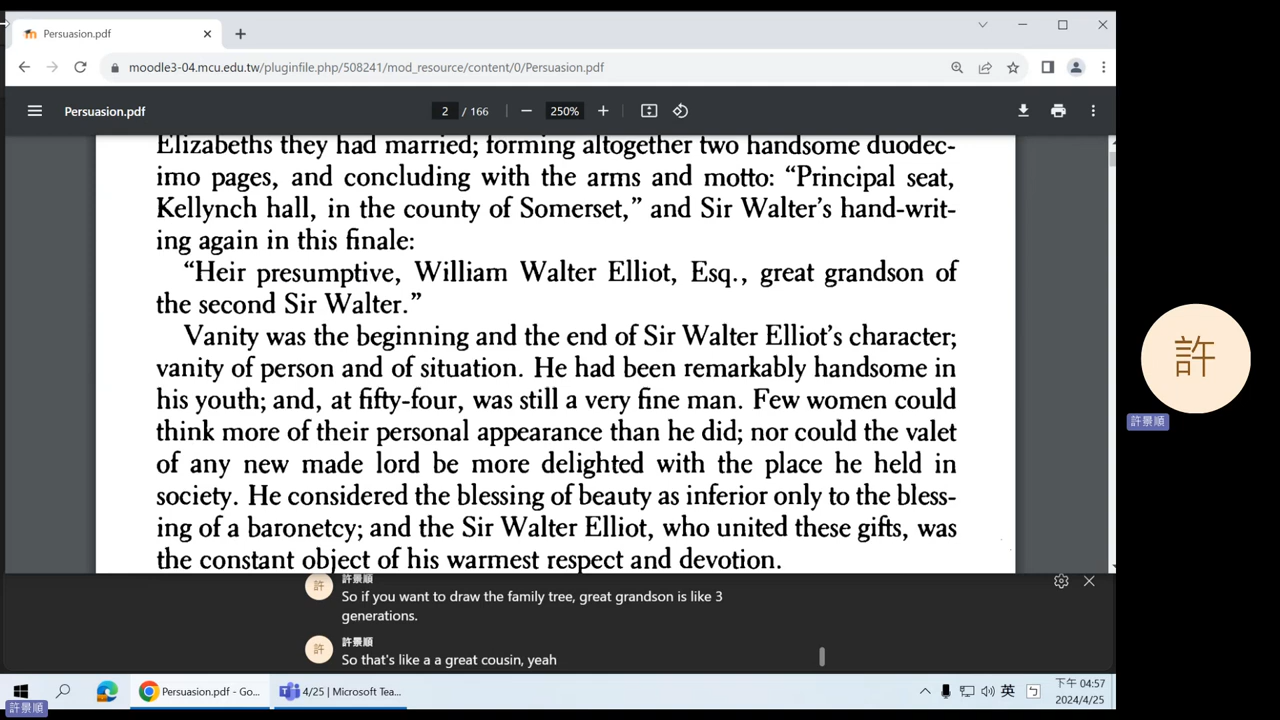 Persuasion.pdf
moodle3-04.mcu.edu.tw/pluginfile.php/508241/mod_resource/content/0/Persuasion.pdf
Persuasion.pdf
2 / 166
250%
Elizabeths they had married; forming altogether two handsome duodec-
imo pages, and concluding with the arms and motto: “Principal seat,
Kellynch hall, in the county of Somerset,” and Sir Walter’s hand-writ-
ing again in this finale:
“Heir presumptive, William Walter Elliot, Esq., great grandson of
the second Sir Walter.”
Vanity was the beginning and the end of Sir Walter Elliot’s character;
vanity of person and of situation. He had been remarkably handsome in
his youth; and, at fifty-four, was still a very fine man. Few women could
think more of their personal appearance than he did; nor could the valet
of any new made lord be more delighted with the place he held in
society. He considered the blessing of beauty as inferior only to the bless-
ing of a baronetcy; and the Sir Walter Elliot, who united these gifts, was
the constant object of his warmest respect and devotion.
許
許景順
許
許景順
So if you want to draw the family tree, great grandson is like 3
generations.
許
許景順
So that's like a a great cousin, yeah
Persuasion.pdf - Go...
4/25 | Microsoft Tea...
英
ㄅ
下午 04:57
2024/4/25
許景順